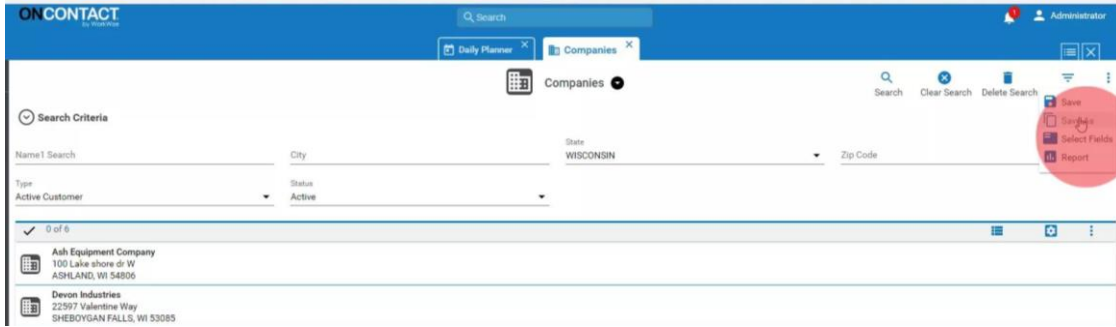 ONCONTACT
by WorkWise
Search
1
Administrator
Daily Planner
Companies
Companies
Search
Clear Search
Delete Search
Save
Save As
Select Fields
Report
Search Criteria
Name1 Search
City
State
WISCONSIN
Zip Code
Type
Active Customer
Status
Active
0 of 6
Ash Equipment Company
100 Lake shore dr W
ASHLAND, WI 54806
Devon Industries
22597 Valentine Way
SHEBOYGAN FALLS, WI 53085